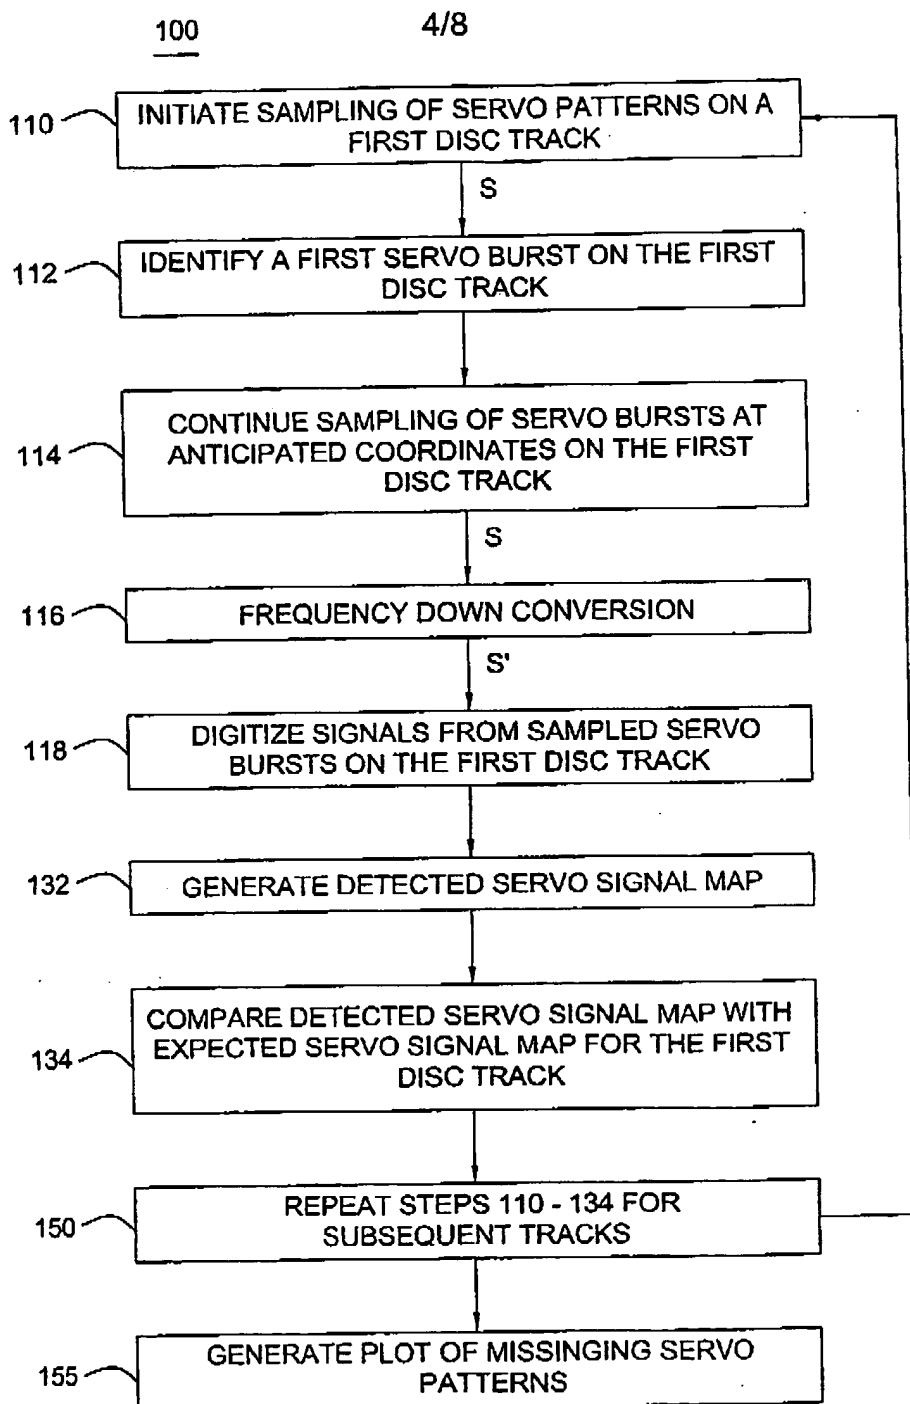 100
4/8
110
INITIATE SAMPLING OF SERVO PATTERNS ON A
FIRST DISC TRACK
S
112
IDENTIFY A FIRST SERVO BURST ON THE FIRST
DISC TRACK
114
CONTINUE SAMPLING OF SERVO BURSTS AT
ANTICIPATED COORDINATES ON THE FIRST
DISC TRACK
S
116
FREQUENCY DOWN CONVERSION
S'
118
DIGITIZE SIGNALS FROM SAMPLED SERVO
BURSTS ON THE FIRST DISC TRACK
132
GENERATE DETECTED SERVO SIGNAL MAP
134
COMPARE DETECTED SERVO SIGNAL MAP WITH
EXPECTED SERVO SIGNAL MAP FOR THE FIRST
DISC TRACK
150
REPEAT STEPS 110 - 134 FOR
SUBSEQUENT TRACKS
155
GENERATE PLOT OF MISSINGING SERVO
PATTERNS